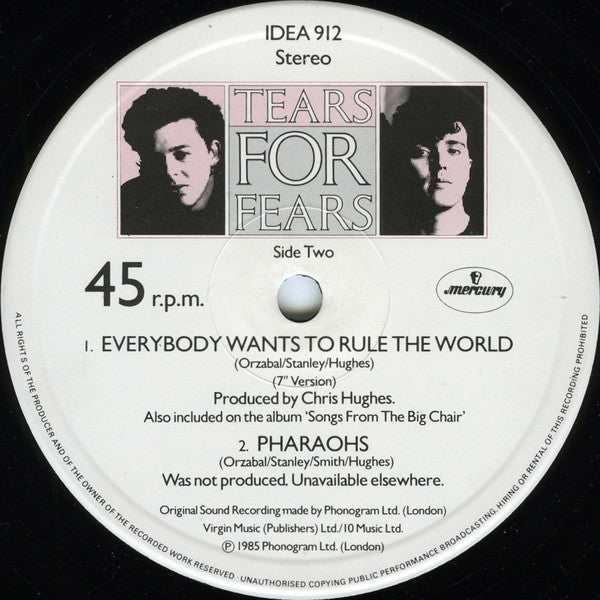 IDEA 912
Stereo
TEARS
FOR
FEARS
Side Two
45 r.p.m.
mercury
1. EVERYBODY WANTS TO RULE THE WORLD
(Orzabal/Stanley/Hughes)
(7" Version)
Produced by Chris Hughes.
Also included on the album 'Songs From The Big Chair'
2. PHARAOHS
(Orzabal/Stanley/Smith/Hughes)
Was not produced. Unavailable elsewhere.
Original Sound Recording made by Phonogram Ltd. (London)
Virgin Music (Publishers) Ltd./10 Music Ltd.
℗ 1985 Phonogram Ltd. (London)
ALL RIGHTS OF THE PRODUCER AND OF THE OWNER OF THE RECORDED WORK RESERVED · UNAUTHORISED COPYING PUBLIC PERFORMANCE BROADCASTING, HIRING OR RENTAL OF THIS RECORDING PROHIBITED